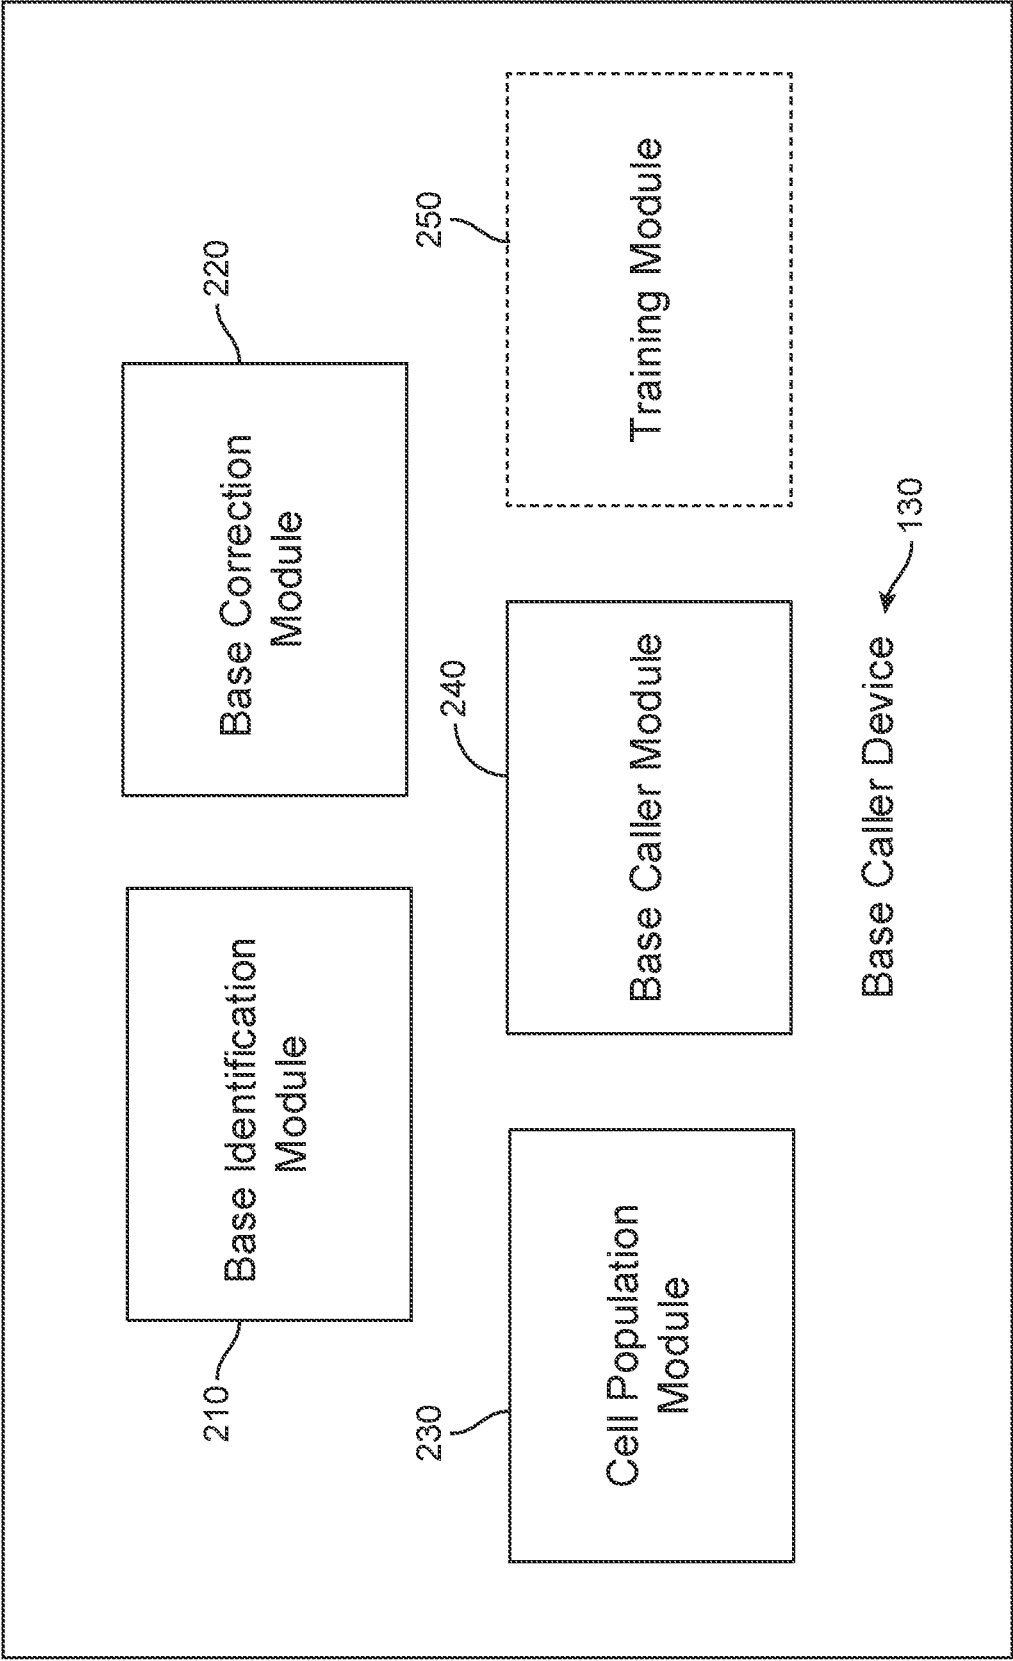 210
Base Identification
Module
220
Base Correction
Module
230
Cell Population
Module
240
Base Caller Module
250
Training Module
Base Caller Device
130